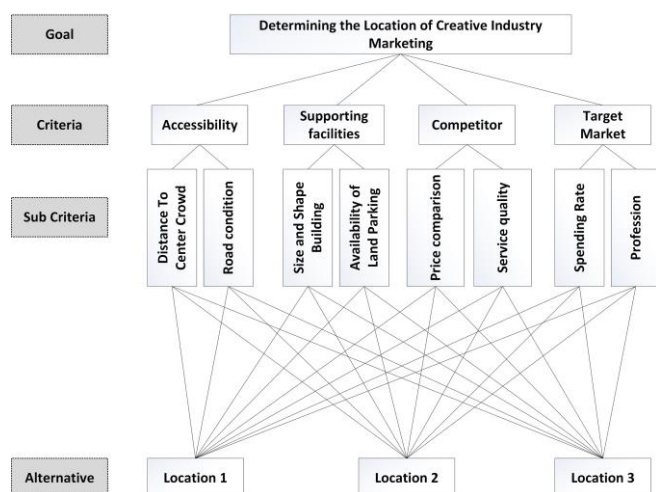 Goal
Determining the Location of Creative Industry
Marketing
Criteria
Accessibility
Supporting
facilities
Competitor
Target
Market
Sub Criteria
Distance To
Center Crowd
Road condition
Size and Shape
Building
Availability of
Land Parking
Price comparison
Service quality
Spending Rate
Profession
Alternative
Location 1
Location 2
Location 3